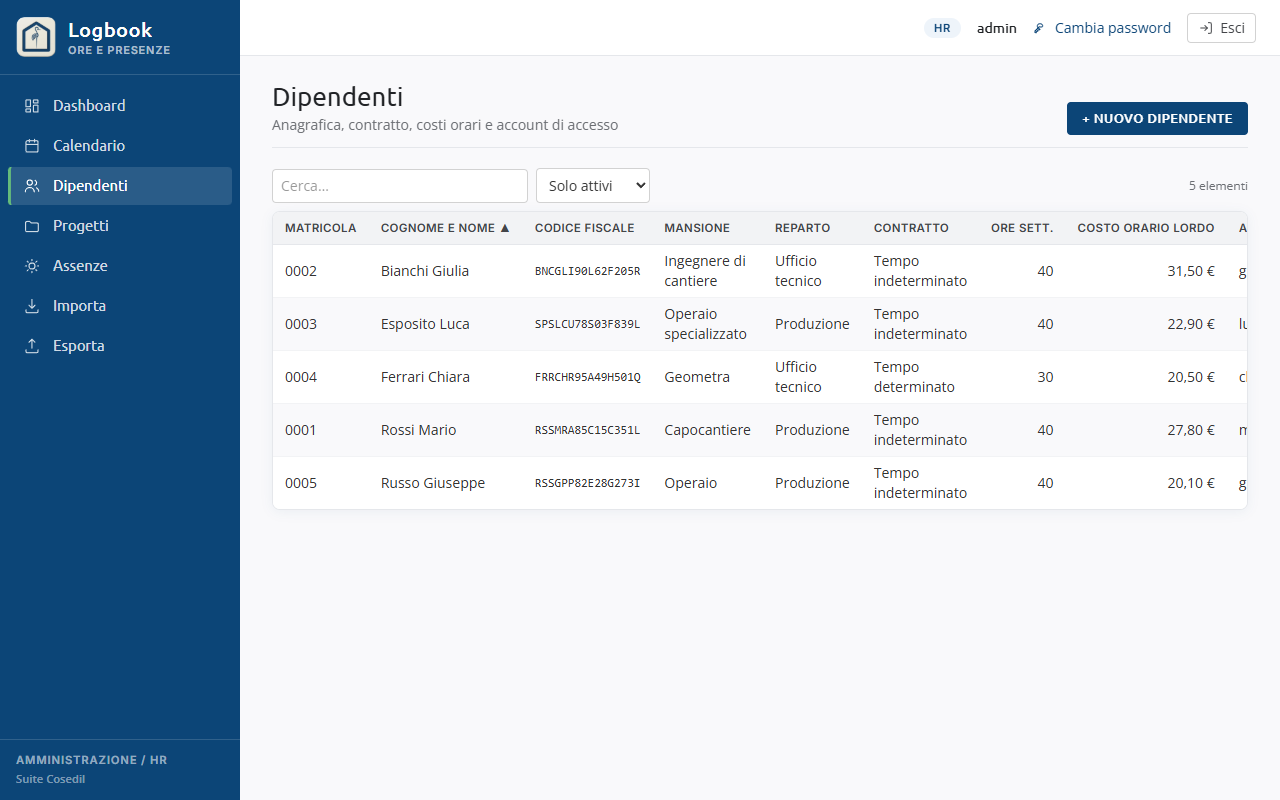 Logbook
ORE E PRESENZE
HR
admin
Cambia password
Esci
Dashboard
Calendario
Dipendenti
Progetti
Assenze
Importa
Esporta
Dipendenti
Anagrafica, contratto, costi orari e account di accesso
+ NUOVO DIPENDENTE
Cerca...
Solo attivi
5 elementi
MATRICOLA COGNOME E NOME ▲ CODICE FISCALE MANSIONE REPARTO CONTRATTO ORE SETT. COSTO ORARIO LORDO
0002 Bianchi Giulia BNCGLI90L62F205R Ingegnere di cantiere Ufficio tecnico Tempo indeterminato 40 31,50 €
0003 Esposito Luca SPSLCU78S03F839L Operaio specializzato Produzione Tempo indeterminato 40 22,90 €
0004 Ferrari Chiara FRRCHR95A49H501Q Geometra Ufficio tecnico Tempo determinato 30 20,50 €
0001 Rossi Mario RSSMRA85C15C351L Capocantiere Produzione Tempo indeterminato 40 27,80 €
0005 Russo Giuseppe RSSGPP82E28G273I Operaio Produzione Tempo indeterminato 40 20,10 €
AMMINISTRAZIONE / HR
Suite Cosedil